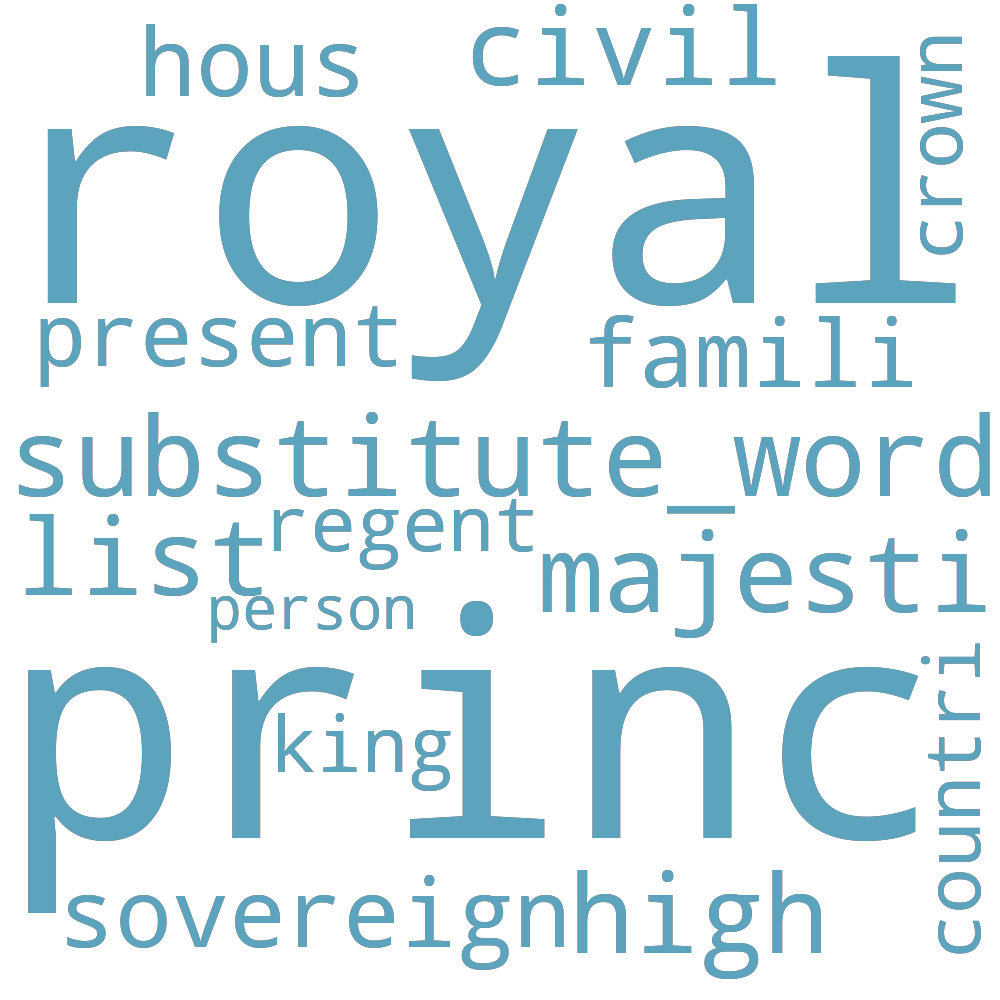 hous
civil
crown
royal
present
famili
substitute_word
list
regent
majesti
person
princ
king
countri
sovereign
high